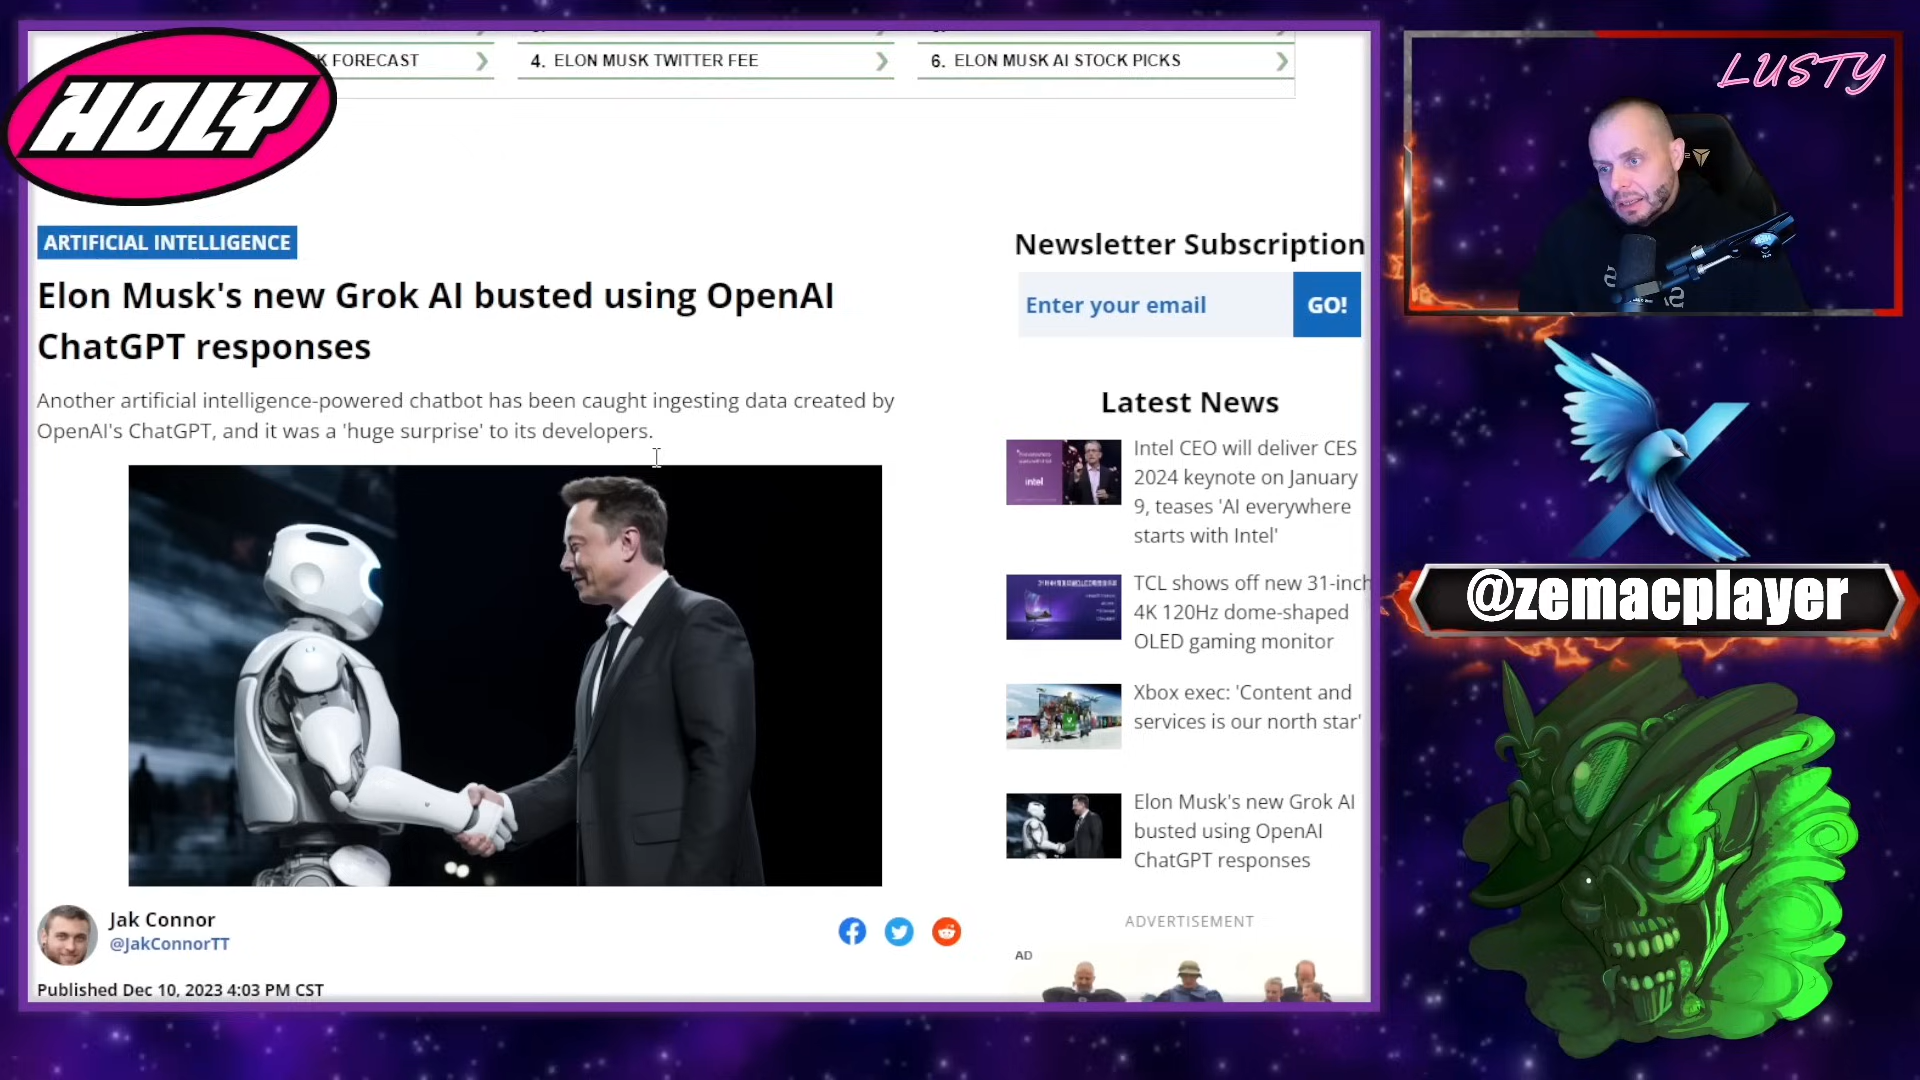 K FORECAST
4. ELON MUSK TWITTER FEE
6. ELON MUSK AI STOCK PICKS
HOLY
LUSTY
ARTIFICIAL INTELLIGENCE
Elon Musk's new Grok AI busted using OpenAI
ChatGPT responses
Another artificial intelligence-powered chatbot has been caught ingesting data created by
OpenAI's ChatGPT, and it was a 'huge surprise' to its developers.
Jak Connor
@JakConnorTT
Published Dec 10, 2023 4:03 PM CST
Newsletter Subscription
Enter your email
GO!
Latest News
intel
Intel CEO will deliver CES
2024 keynote on January
9, teases 'AI everywhere
starts with Intel'
TCL shows off new 31-inch
4K 120Hz dome-shaped
OLED gaming monitor
Xbox exec: 'Content and
services is our north star'
Elon Musk's new Grok AI
busted using OpenAI
ChatGPT responses
ADVERTISEMENT
AD
@zemacplayer